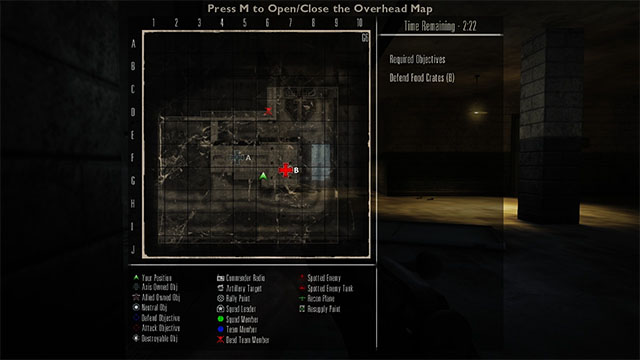 Press M to Open/Close the Overhead Map
1 2 3 4 5 6 7 8 9 10
Time Remaining - 2:22
A
B
C
D
E
F
G
H
I
J
Required Objectives
Defend Food Crates (B)
A
B
Your Position
Axis Owned Obj
Allied Owned Obj
Neutral Obj
Defend Objective
Attack Objective
Destroyable Obj
Commander Radio
Artillery Target
Rally Point
Squad Leader
Squad Member
Team Member
Dead Team Member
Spotted Enemy
Spotted Enemy Tank
Recon Plane
Resupply Point